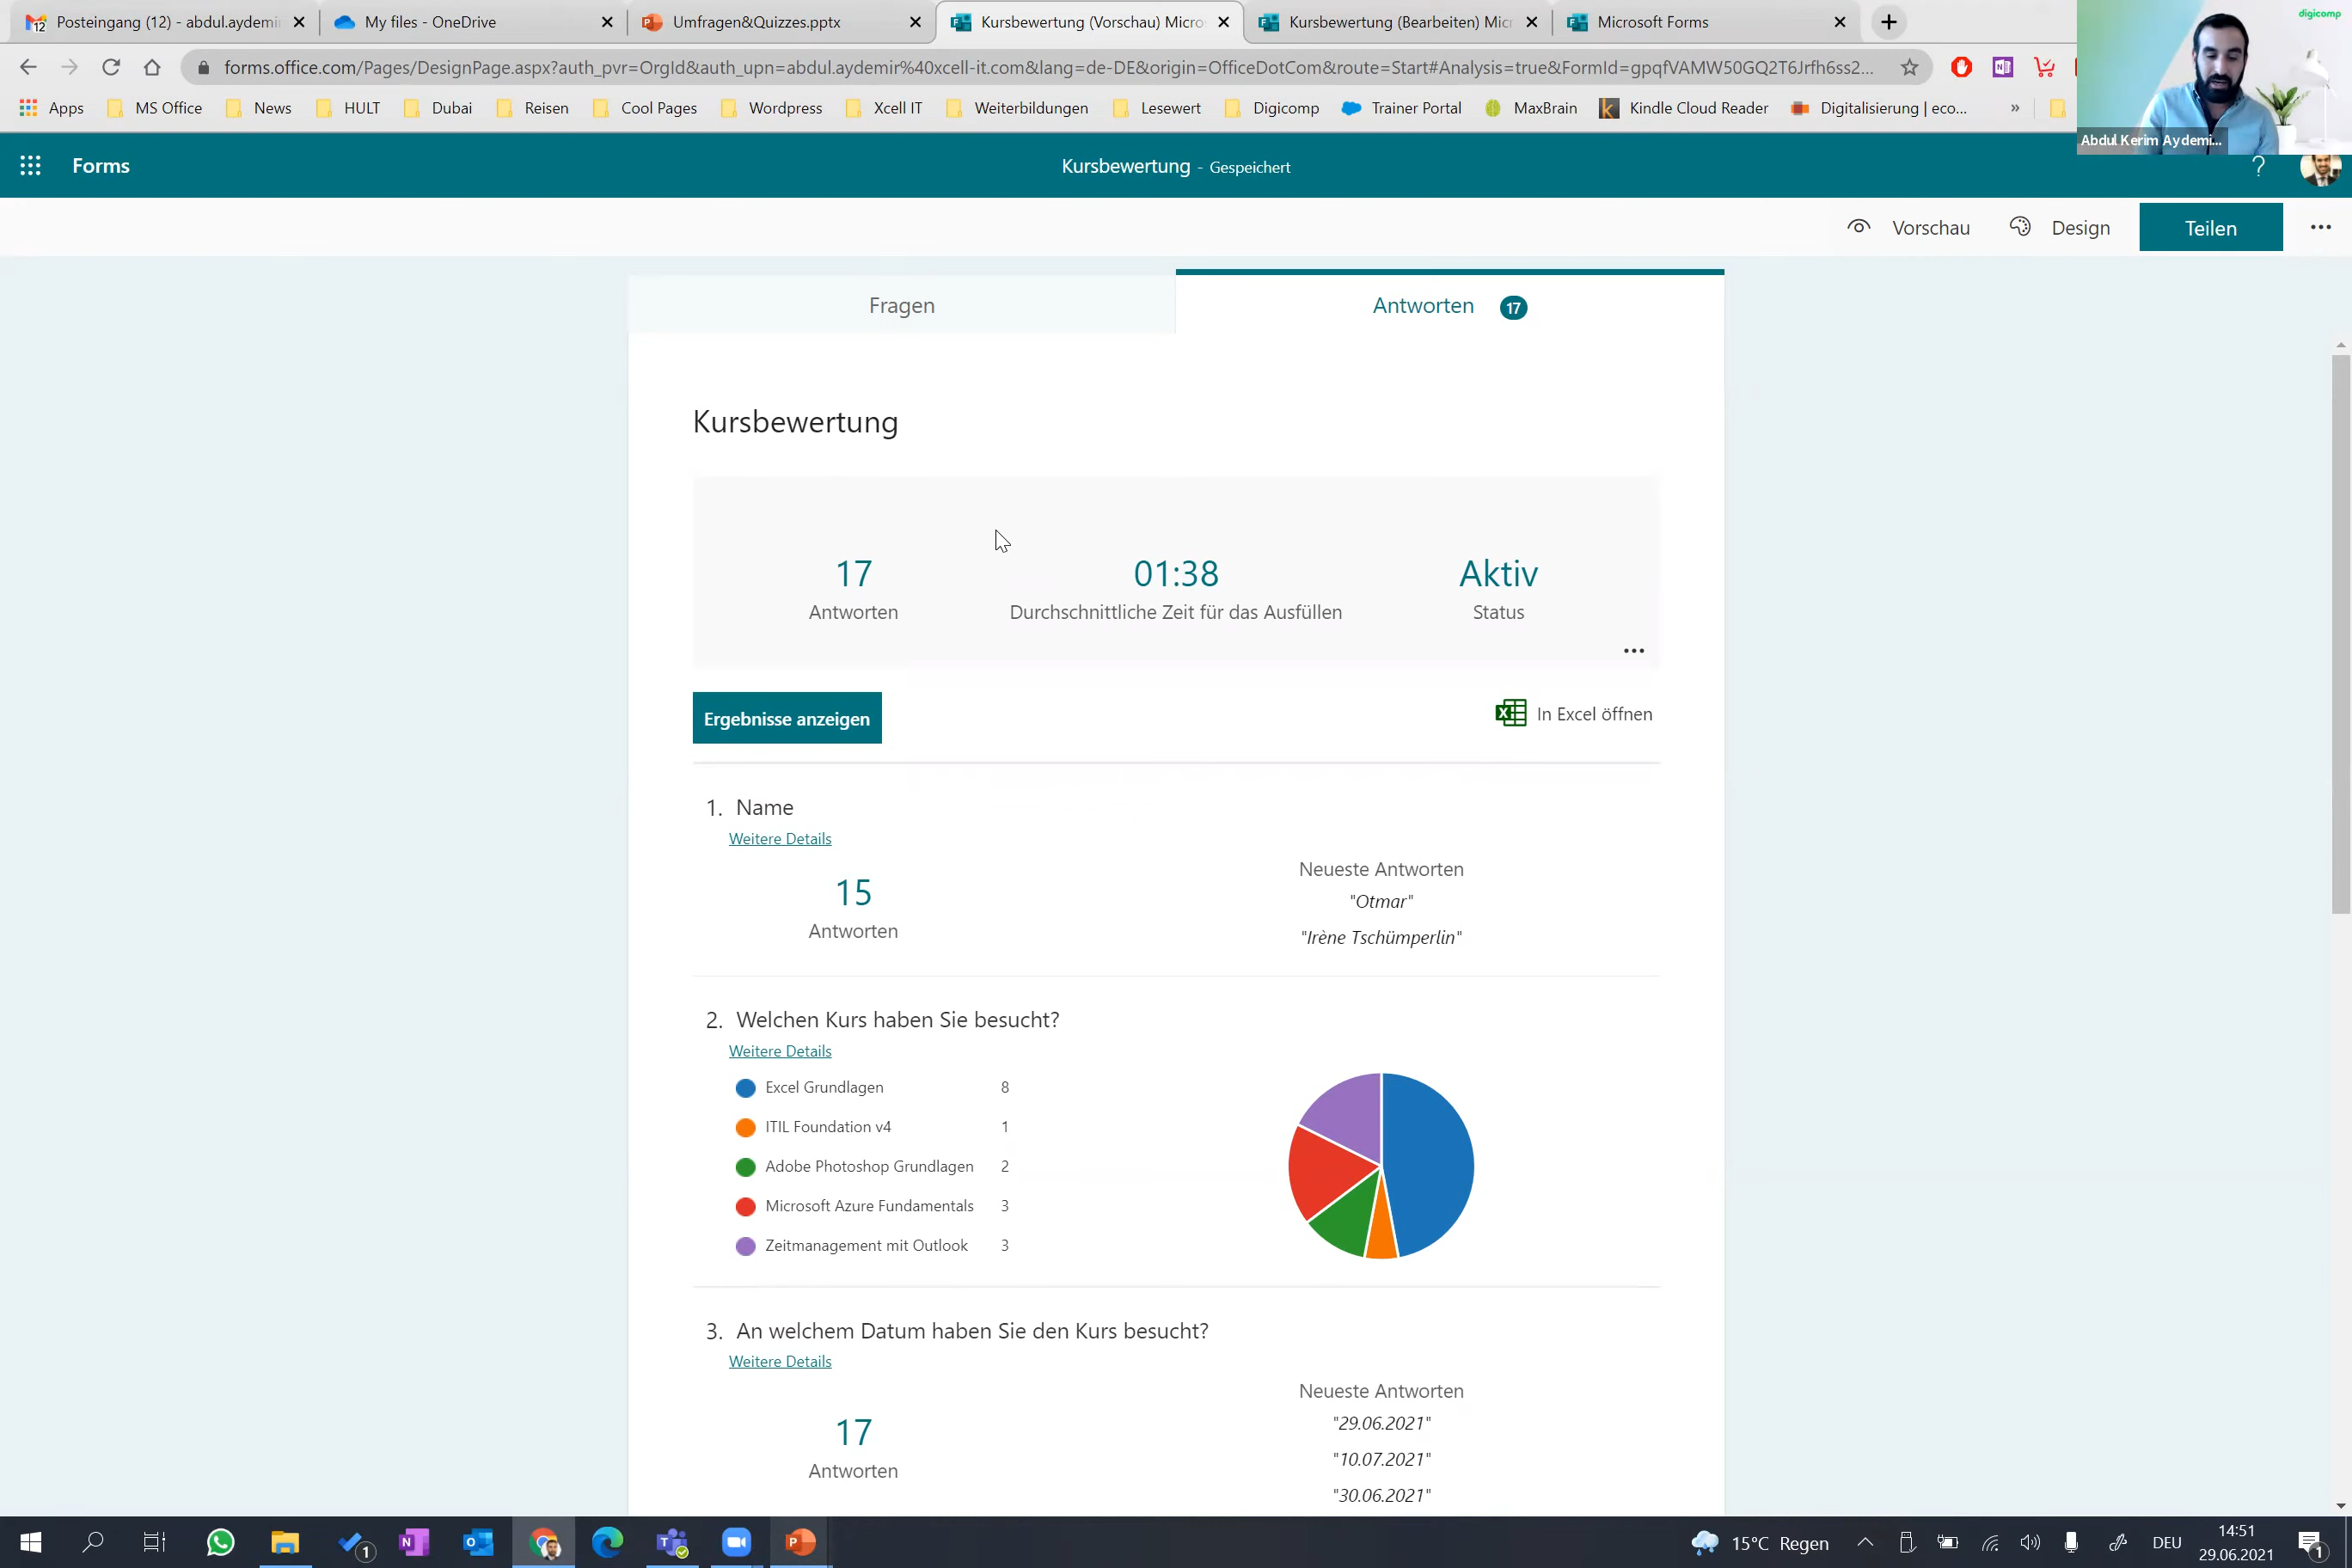 Posteingang (12) - abdul.aydemi
My files - OneDrive
Umfragen&Quizzes.pptx
Kursbewertung (Vorschau) Micro
Kursbewertung (Bearbeiten) Mic
Microsoft Forms
digicomp
forms.office.com/Pages/DesignPage.aspx?auth_pvr=OrgId&auth_upn=abdul.aydemir%40xcell-it.com&lang=de-DE&origin=OfficeDotCom&route=Start#Analysis=true&FormId=gpqfVAMW50GQ2T6Jrfh6ss2...
Apps
MS Office
News
HULT
Dubai
Reisen
Cool Pages
Wordpress
Xcell IT
Weiterbildungen
Lesewert
Digicomp
Trainer Portal
MaxBrain
Kindle Cloud Reader
Digitalisierung | eco...
»
Abdul Kerim Aydemi...
Forms
Kursbewertung - Gespeichert
?
Vorschau
Design
Teilen
Fragen
Antworten 17
Kursbewertung
17
Antworten
01:38
Durchschnittliche Zeit für das Ausfüllen
Aktiv
Status
Ergebnisse anzeigen
In Excel öffnen
1. Name
Weitere Details
15
Antworten
Neueste Antworten
"Otmar"
"Irène Tschümperlin"
2. Welchen Kurs haben Sie besucht?
Weitere Details
Excel Grundlagen 8
ITIL Foundation v4 1
Adobe Photoshop Grundlagen 2
Microsoft Azure Fundamentals 3
Zeitmanagement mit Outlook 3
3. An welchem Datum haben Sie den Kurs besucht?
Weitere Details
17
Antworten
Neueste Antworten
"29.06.2021"
"10.07.2021"
"30.06.2021"
15°C Regen
DEU
14:51
29.06.2021